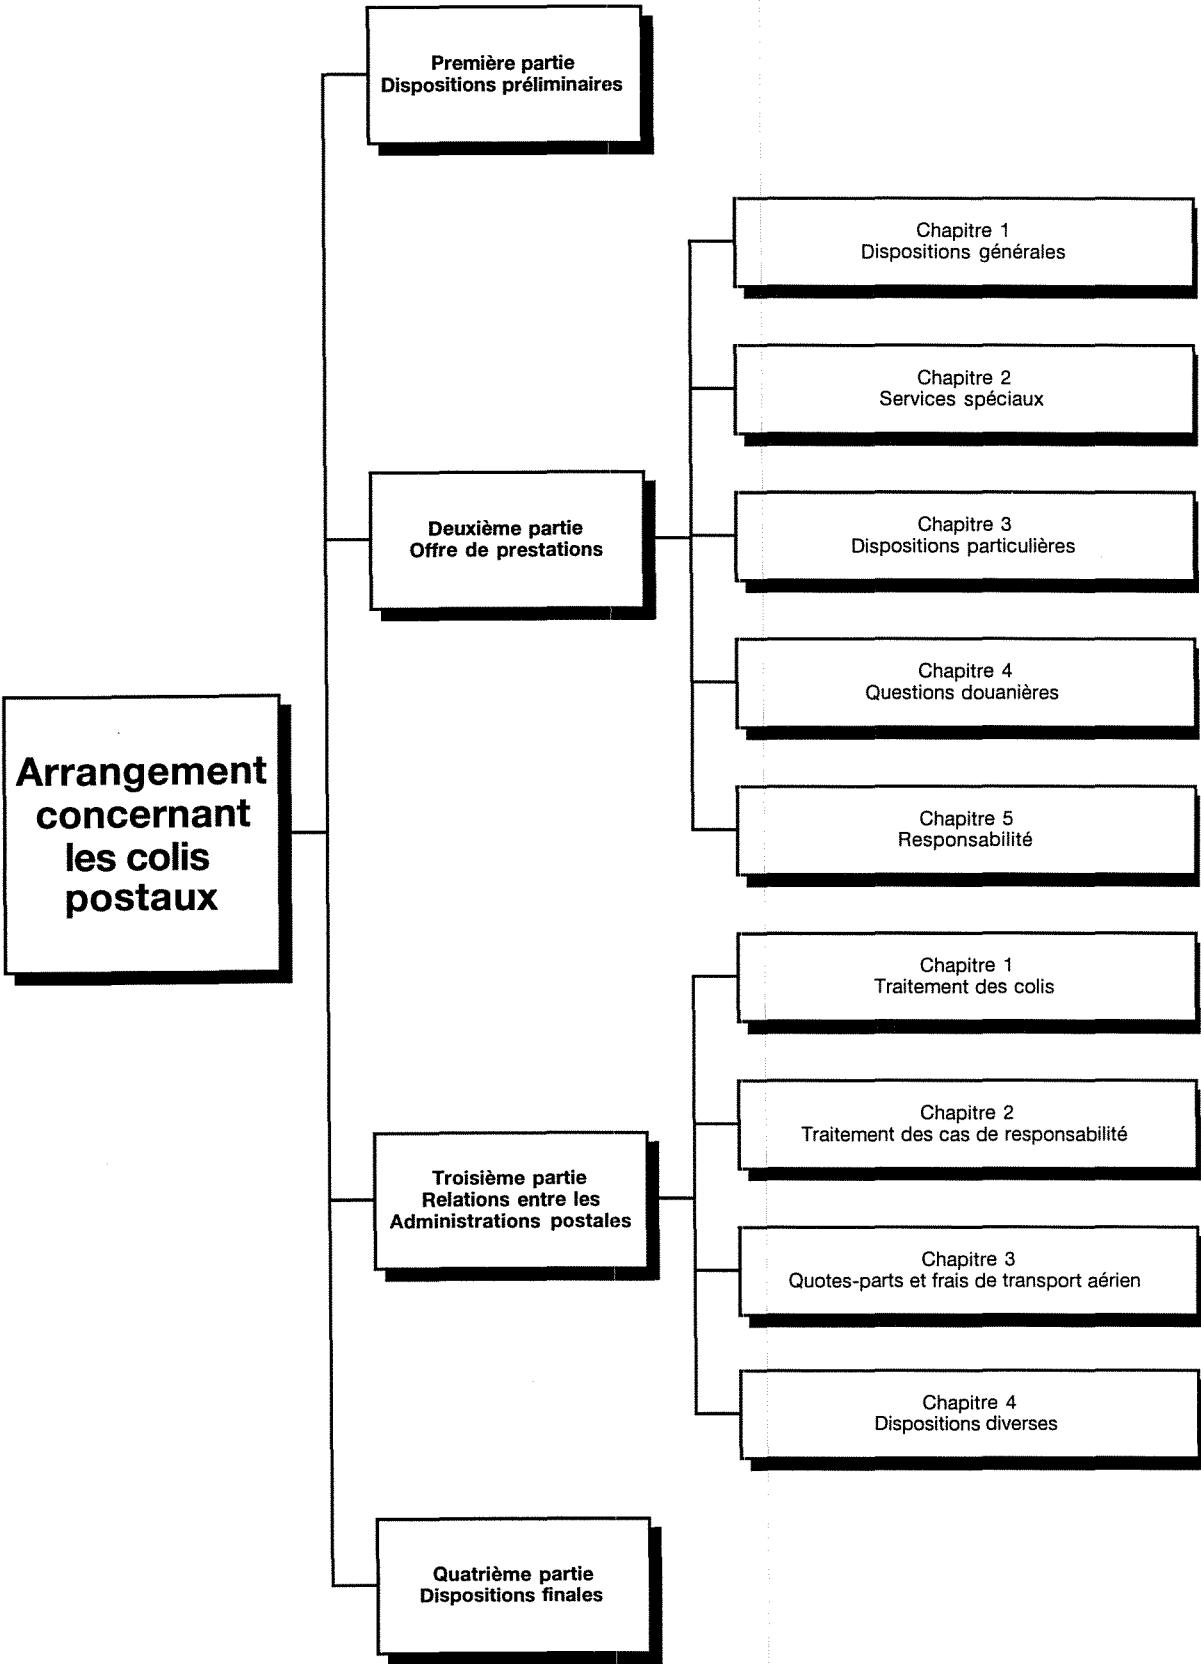 Arrangement
concernant
les colis
postaux
Première partie
Dispositions préliminaires
Deuxième partie
Offre de prestations
Chapitre 1
Dispositions générales
Chapitre 2
Services spéciaux
Chapitre 3
Dispositions particulières
Chapitre 4
Questions douanières
Chapitre 5
Responsabilité
Troisième partie
Relations entre les
Administrations postales
Chapitre 1
Traitement des colis
Chapitre 2
Traitement des cas de responsabilité
Chapitre 3
Quotes-parts et frais de transport aérien
Chapitre 4
Dispositions diverses
Quatrième partie
Dispositions finales